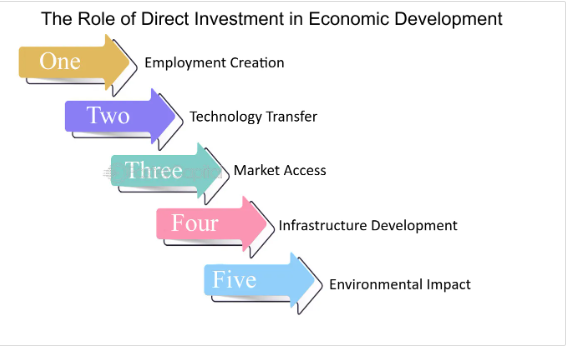 The Role of Direct Investment in Economic Development
One
Employment Creation
Two
Technology Transfer
Three
Market Access
Four
Infrastructure Development
Five
Environmental Impact